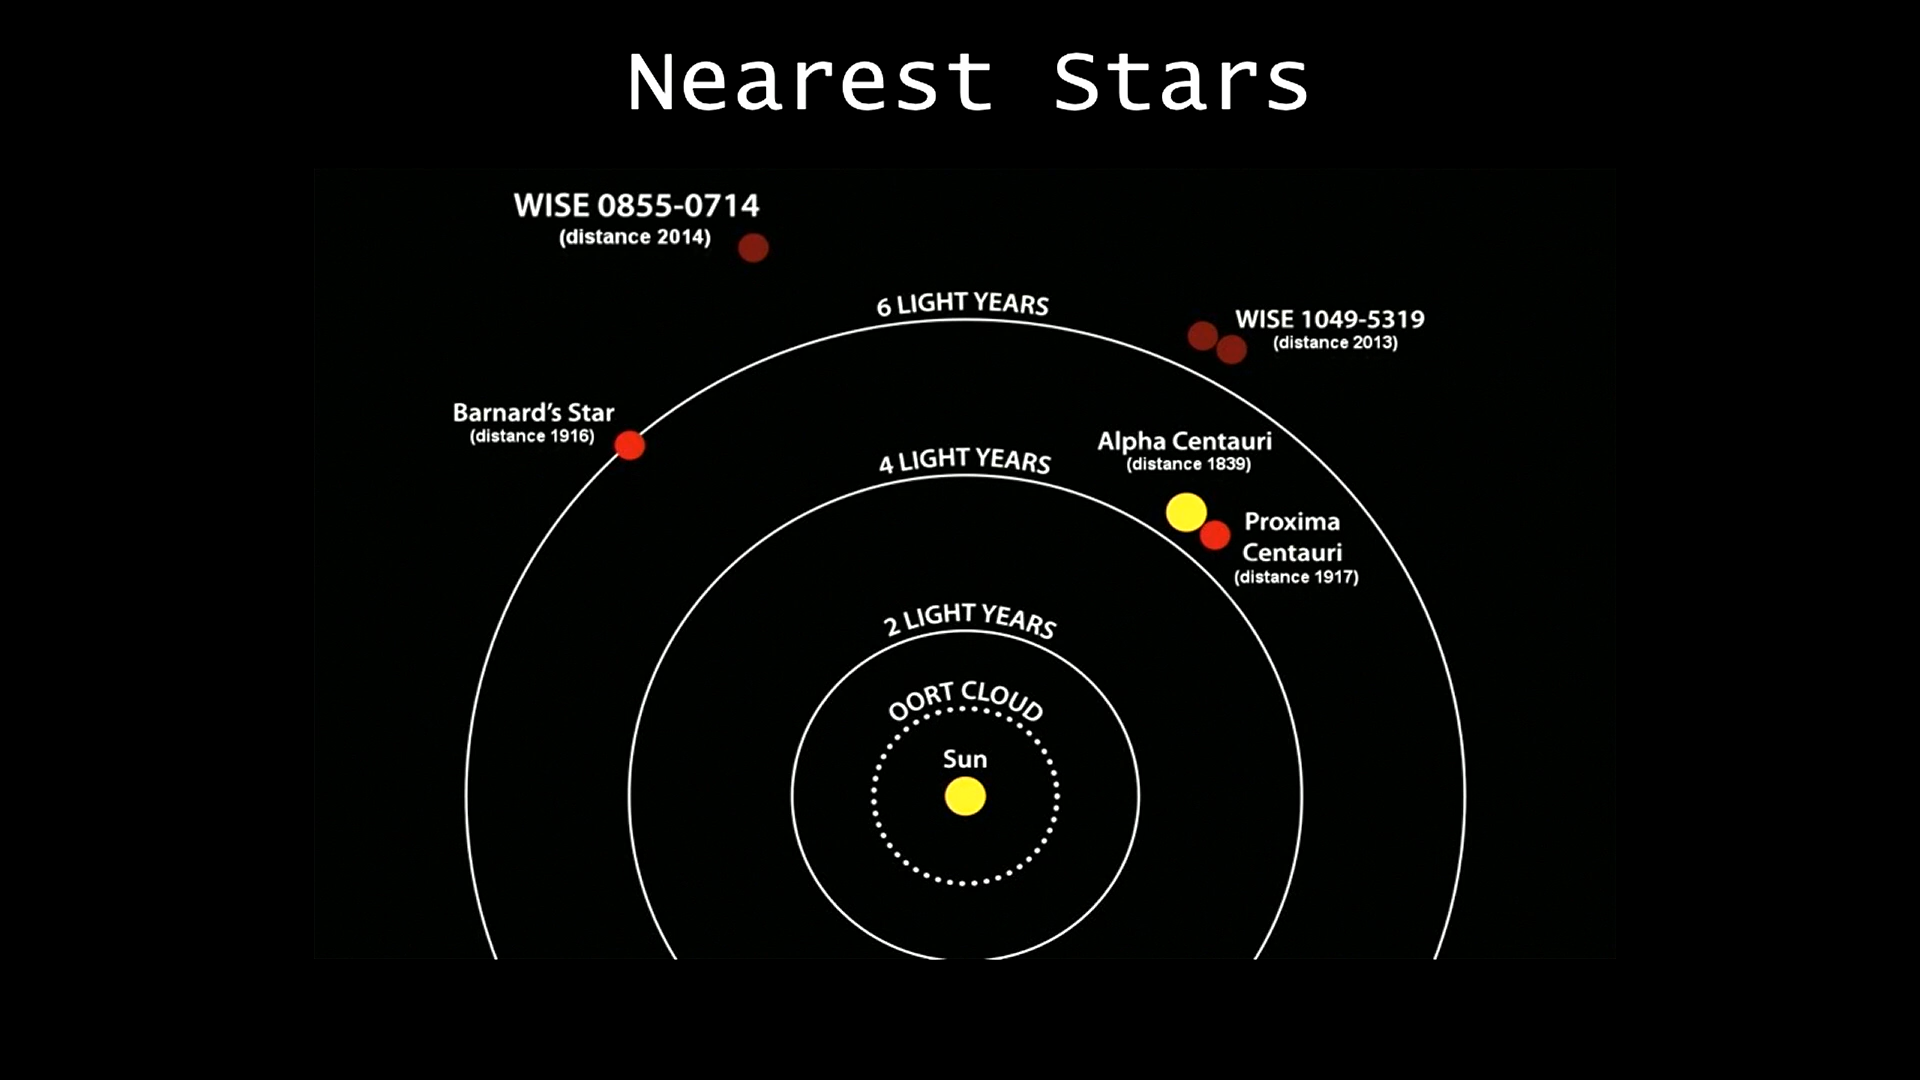 Nearest Stars
WISE 0855-0714
(distance 2014)
6 LIGHT YEARS
WISE 1049-5319
(distance 2013)
Barnard's Star
(distance 1916)
Alpha Centauri
(distance 1839)
4 LIGHT YEARS
Proxima
Centauri
(distance 1917)
2 LIGHT YEARS
OORT CLOUD
Sun